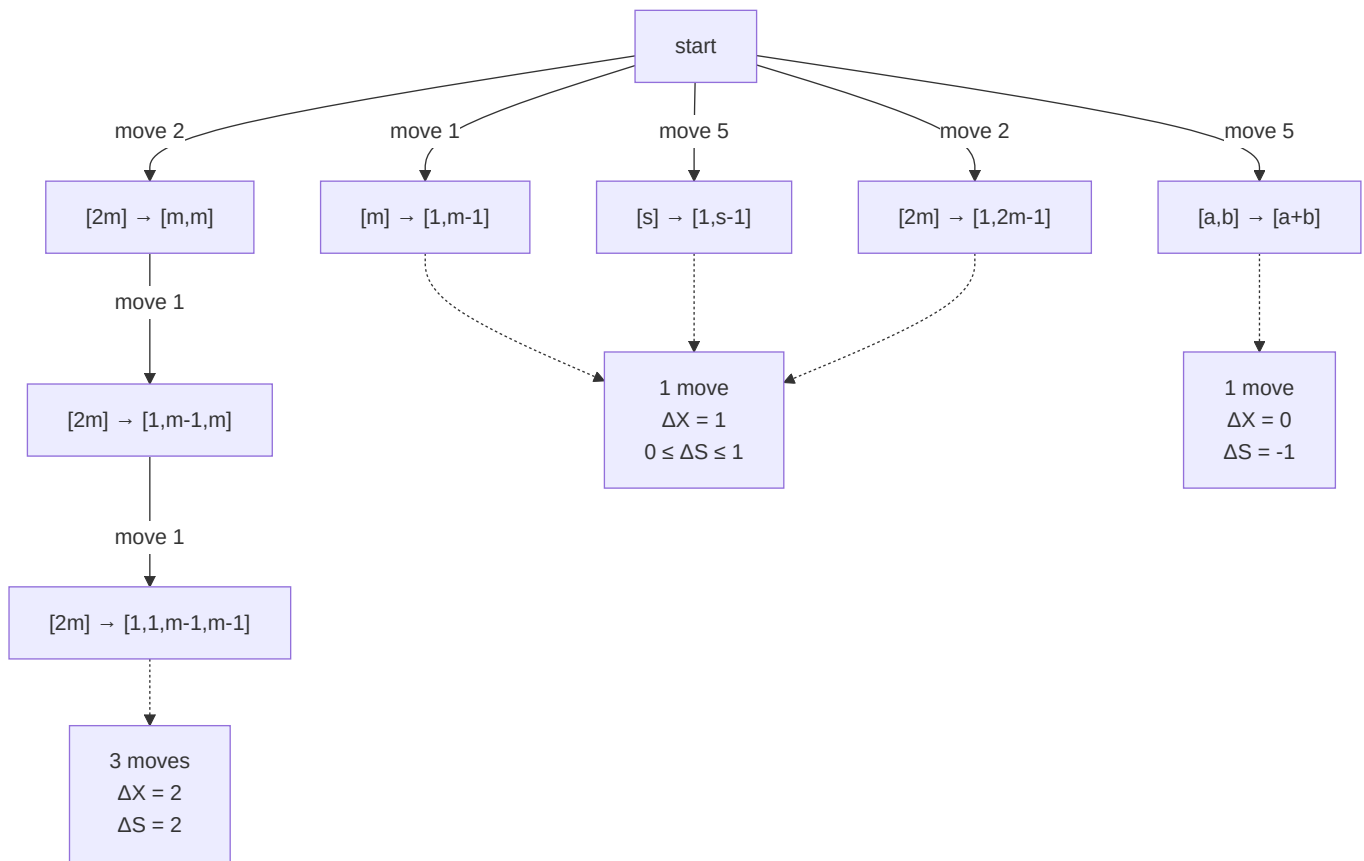 start
move 2
move 1
move 5
move 2
move 5
[2m] → [m,m]
[m] → [1,m-1]
[s] → [1,s-1]
[2m] → [1,2m-1]
[a,b] → [a+b]
move 1
[2m] → [1,m-1,m]
1 move
ΔX = 1
0 ≤ ΔS ≤ 1
1 move
ΔX = 0
ΔS = -1
move 1
[2m] → [1,1,m-1,m-1]
3 moves
ΔX = 2
ΔS = 2